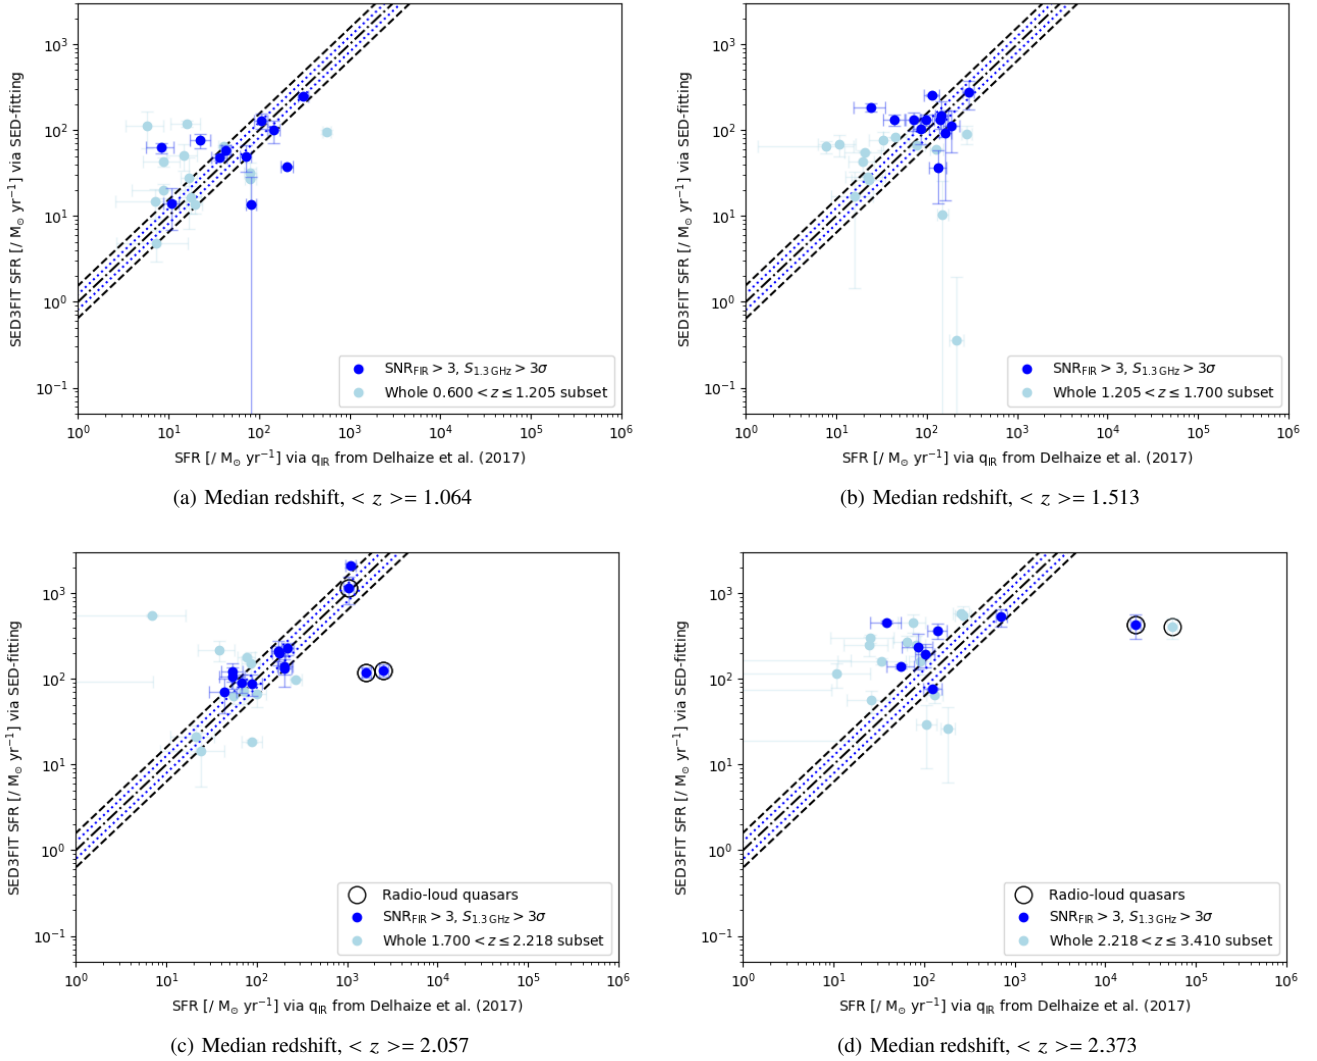 10³
10²
10¹
10⁰
10⁻¹
SED3FIT SFR [/ M⊙ yr⁻¹] via SED-fitting
SNR_FIR > 3, S_1.3 GHz > 3σ
Whole 0.600 < z ≤ 1.205 subset
10⁰ 10¹ 10² 10³ 10⁴ 10⁵ 10⁶
SFR [/ M⊙ yr⁻¹] via q_IR from Delhaize et al. (2017)
(a) Median redshift, < z >= 1.064
10³
10²
10¹
10⁰
10⁻¹
SED3FIT SFR [/ M⊙ yr⁻¹] via SED-fitting
SNR_FIR > 3, S_1.3 GHz > 3σ
Whole 1.205 < z ≤ 1.700 subset
10⁰ 10¹ 10² 10³ 10⁴ 10⁵ 10⁶
SFR [/ M⊙ yr⁻¹] via q_IR from Delhaize et al. (2017)
(b) Median redshift, < z >= 1.513
10³
10²
10¹
10⁰
10⁻¹
SED3FIT SFR [/ M⊙ yr⁻¹] via SED-fitting
Radio-loud quasars
SNR_FIR > 3, S_1.3 GHz > 3σ
Whole 1.700 < z ≤ 2.218 subset
10⁰ 10¹ 10² 10³ 10⁴ 10⁵ 10⁶
SFR [/ M⊙ yr⁻¹] via q_IR from Delhaize et al. (2017)
(c) Median redshift, < z >= 2.057
10³
10²
10¹
10⁰
10⁻¹
SED3FIT SFR [/ M⊙ yr⁻¹] via SED-fitting
Radio-loud quasars
SNR_FIR > 3, S_1.3 GHz > 3σ
Whole 2.218 < z ≤ 3.410 subset
10⁰ 10¹ 10² 10³ 10⁴ 10⁵ 10⁶
SFR [/ M⊙ yr⁻¹] via q_IR from Delhaize et al. (2017)
(d) Median redshift, < z >= 2.373